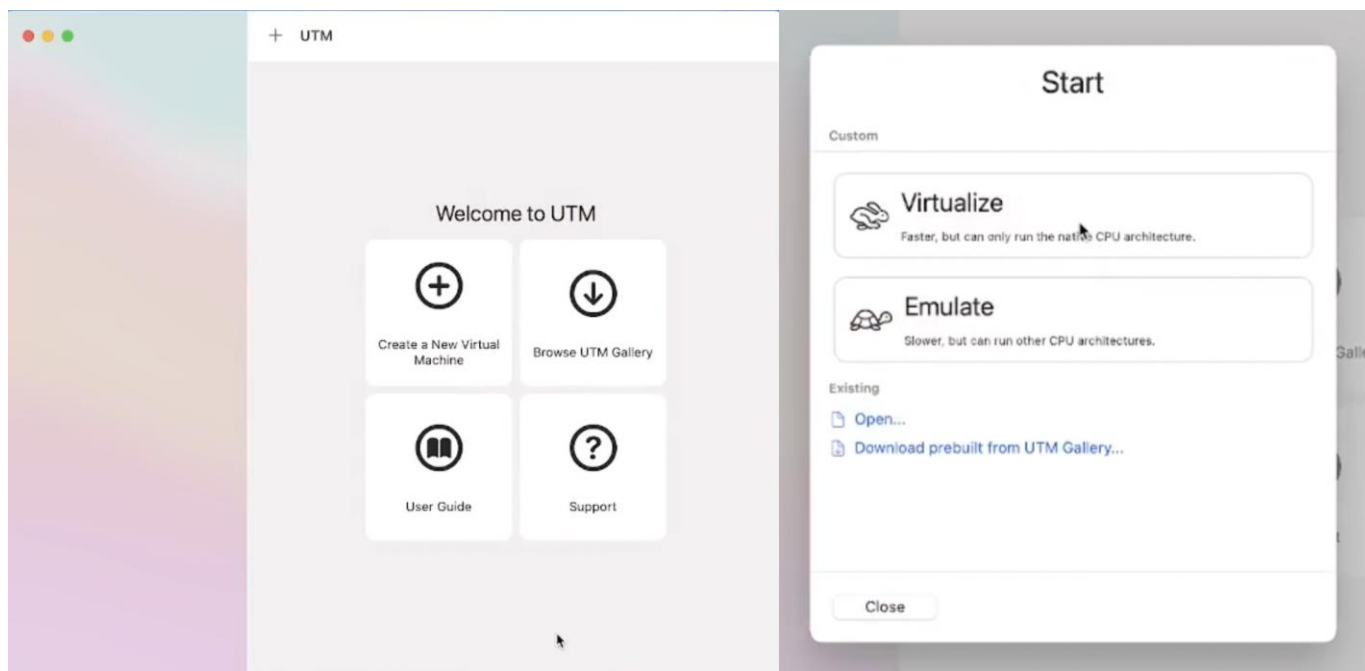 UTM
Welcome to UTM
Create a New Virtual
Machine
Browse UTM Gallery
User Guide
Support
Start
Custom
Virtualize
Faster, but can only run the native CPU architecture.
Emulate
Slower, but can run other CPU architectures.
Existing
Open...
Download prebuilt from UTM Gallery...
Close